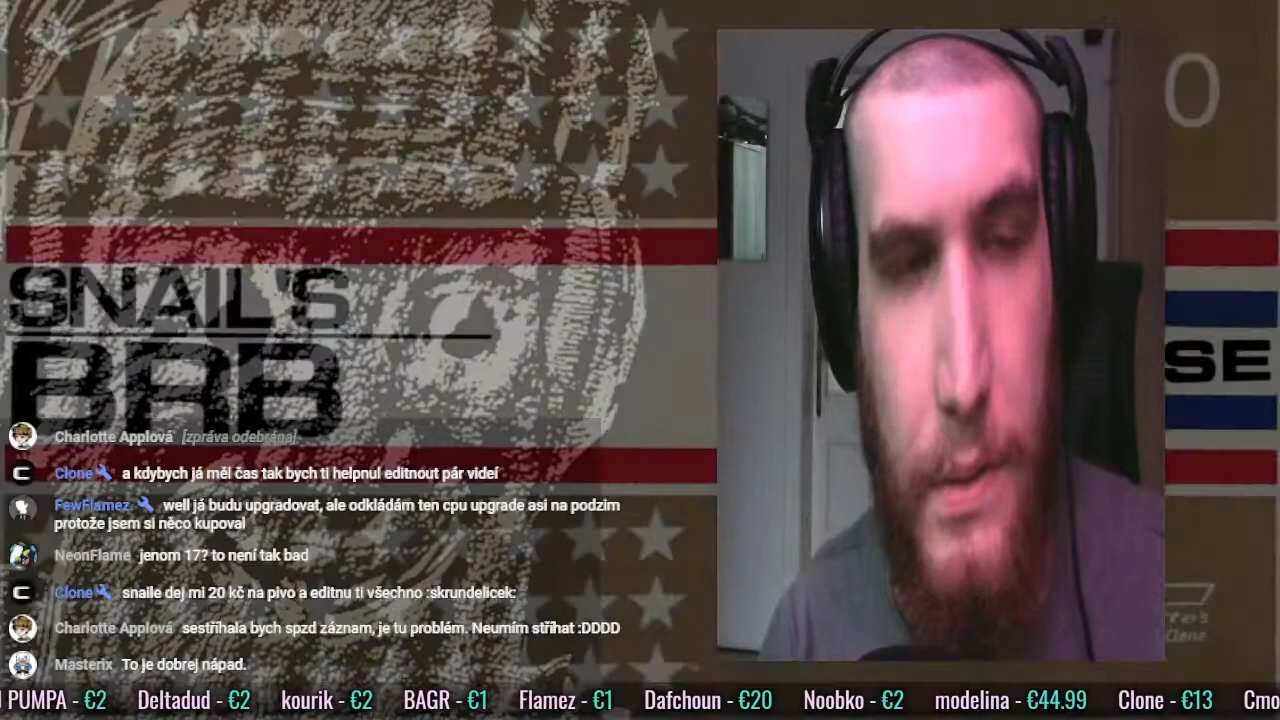 O
SNAIL'S
BRB
SE
Charlotte Applová [zpráva odebrána]
Clone a kdybych já měl čas tak bych ti helpnul editnout pár videí
FewFlamez. well já budu upgradovat, ale odkládám ten cpu upgrade asi na podzim
protože jsem si něco kupoval
NeonFlame jenom 17? to není tak bad
Clone snaile dej mi 20 kč na pivo a editnu ti všechno :skrundelicek:
Charlotte Applová sestříhala bych spzd záznam, je tu problém. Neumím stříhat :DDDD
Masterix To je dobrej nápad.
PUMPA - €2 Deltadud - €2 kourik - €2 BAGR - €1 Flamez - €1 Dafchoun - €20 Noobko - €2 modelina - €44.99 Clone - €13 Cmo